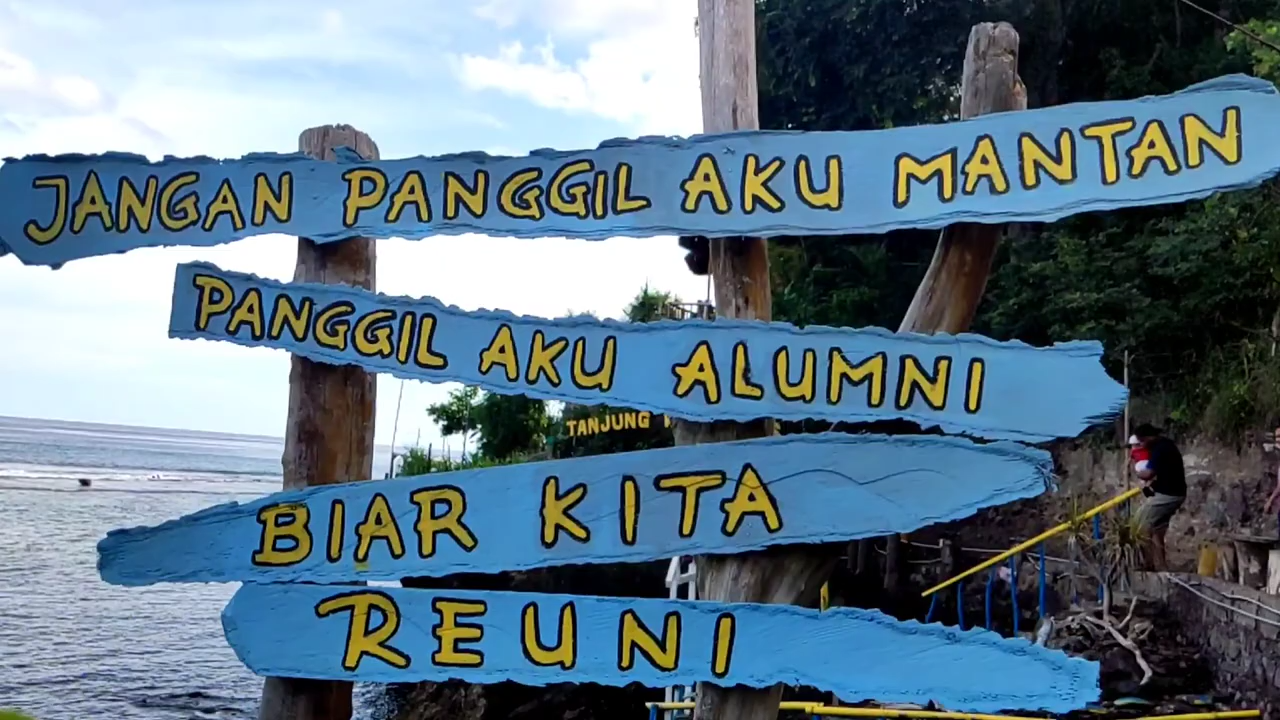 JANGAN PANGGIL AKU MANTAN
PANGGIL AKU ALUMNI
TANJUNG
BIAR KITA
REUNI